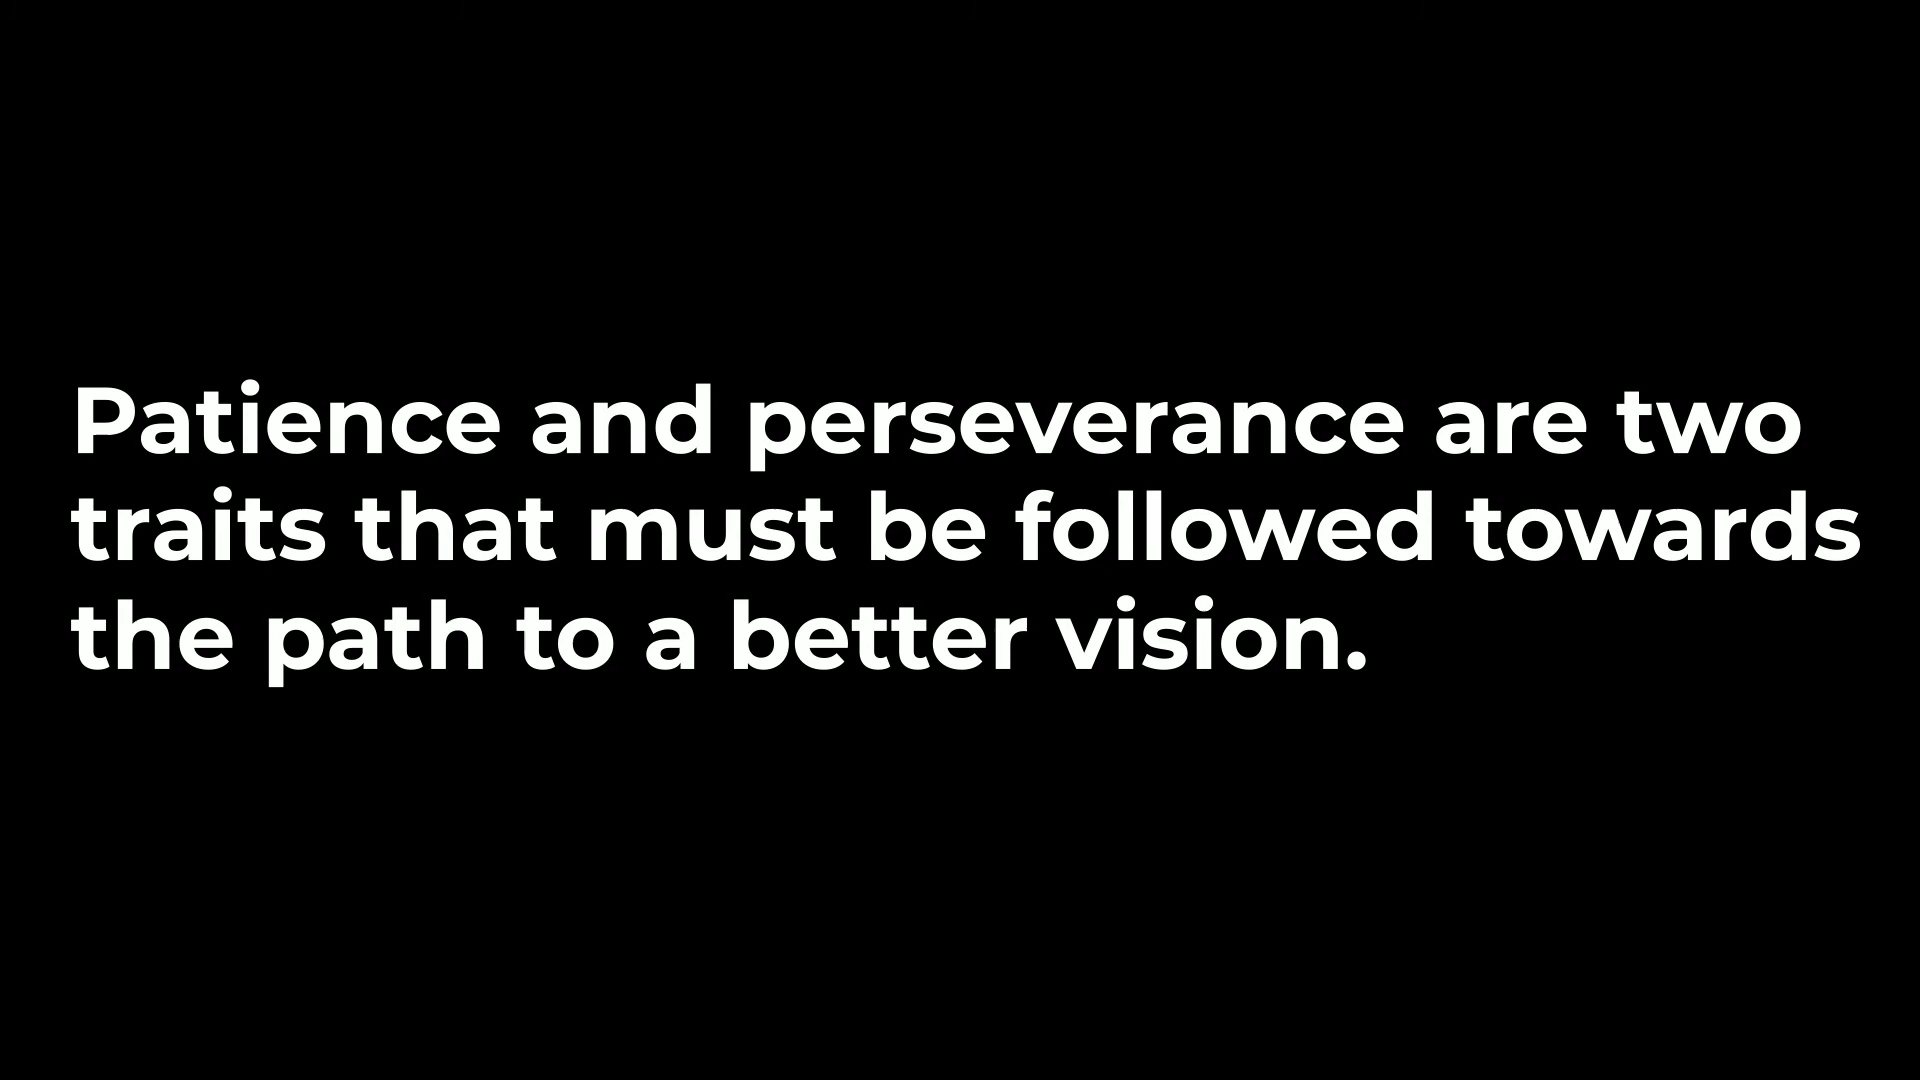 Patience and perseverance are two
traits that must be followed towards
the path to a better vision.